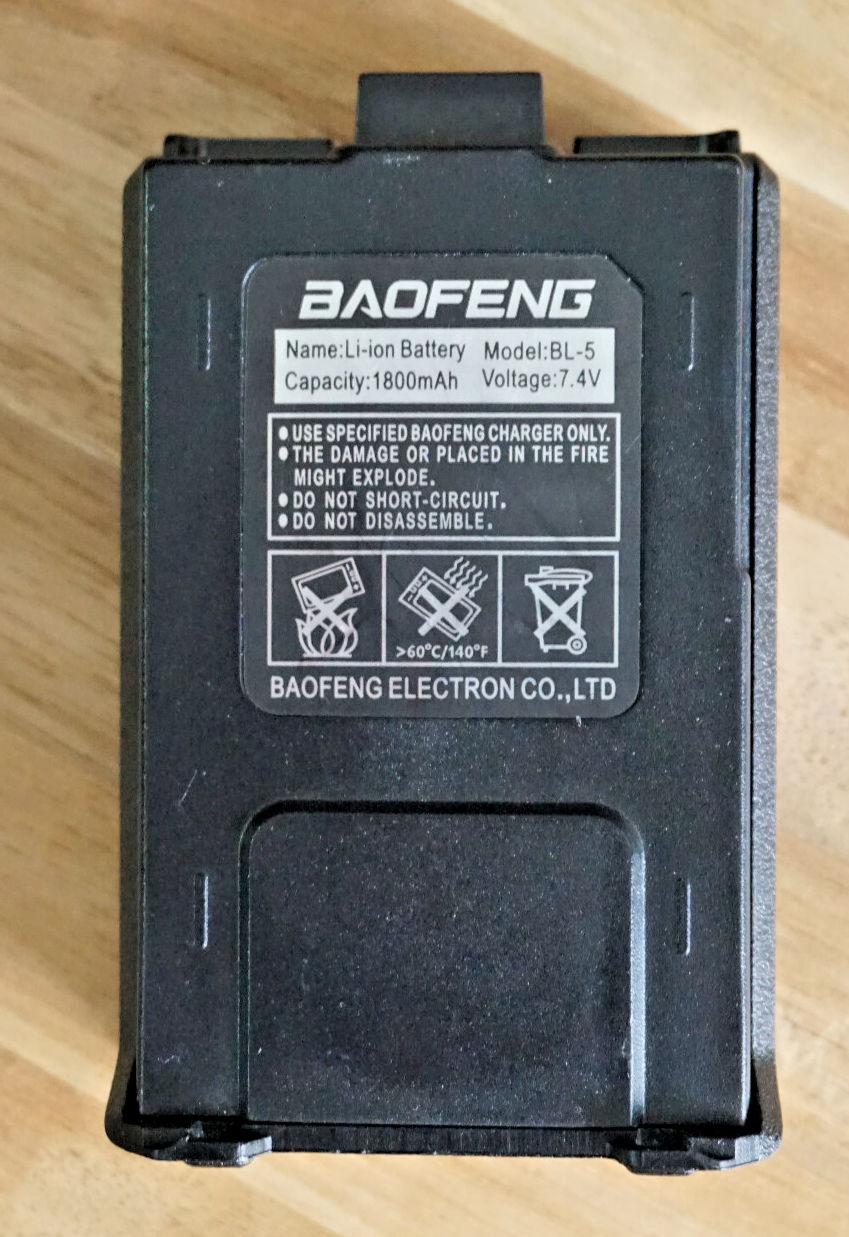 BAOFENG
Name:Li-ion Battery Model:BL-5
Capacity:1800mAh Voltage:7.4V
●USE SPECIFIED BAOFENG CHARGER ONLY.
●THE DAMAGE OR PLACED IN THE FIRE
MIGHT EXPLODE.
●DO NOT SHORT-CIRCUIT.
●DO NOT DISASSEMBLE.
>60°C/140°F
BAOFENG ELECTRON CO.,LTD